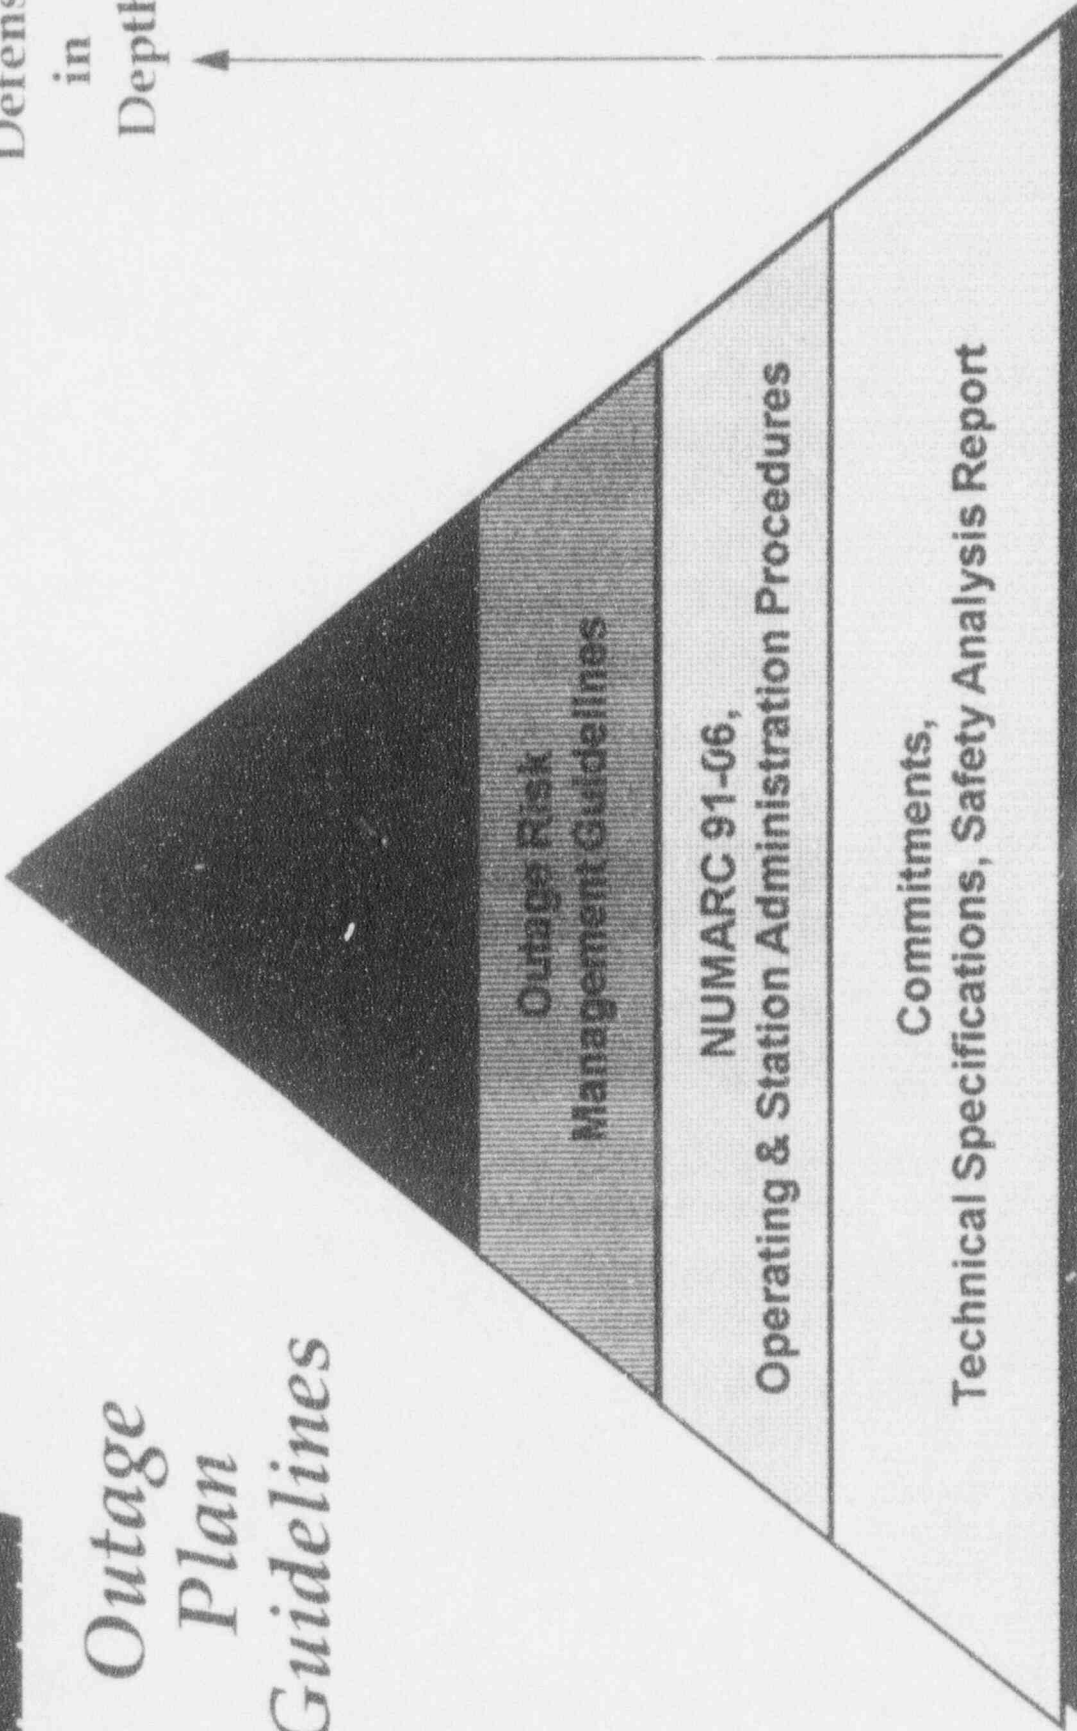 Outage
Plan
Guidelines
Defens
in
Depth
Outage Risk
Management Guidelines
NUMARC 91-06,
Operating & Station Administration Procedures
Commitments,
Technical Specifications, Safety Analysis Report